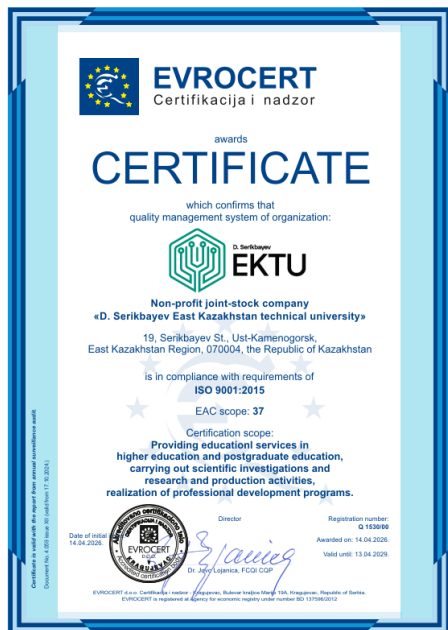 EVROCERT
Certifikacija i nadzor
awards
CERTIFICATE
which confirms that
quality management system of organization:
D. Serikbayev
EKTU
Non-profit joint-stock company
«D. Serikbayev East Kazakhstan technical university»
19, Serikbayev St., Ust-Kamenogorsk,
East Kazakhstan Region, 070004, the Republic of Kazakhstan
is in compliance with requirements of
ISO 9001:2015
EAC scope: 37
Certification scope:
Providing educationl services in
higher education and postgraduate education,
carrying out scientific investigations and
research and production activities,
realization of professional development programs.
Certificate is valid with the report from annual surveillance audit.
Document No. 4.059 issue XII (valid from 17.10.2024.)
Date of initial
14.04.2026.
EVROCERT
D.O.O.
KRAGUJEVAC
Accredited certification body
Director
Dr. Jovo Lojanica, FCQI CQP
Registration number:
Q 1530/00
Awarded on: 14.04.2026.
Valid until: 13.04.2029.
EVROCERT d.o.o. Certifikacija i nadzor - Kragujevac, Bulevar kraljice Marije 19A, Kragujevac, Republic of Serbia.
EVROCERT is registered at Agency for economic registry under number BD 137596/2012